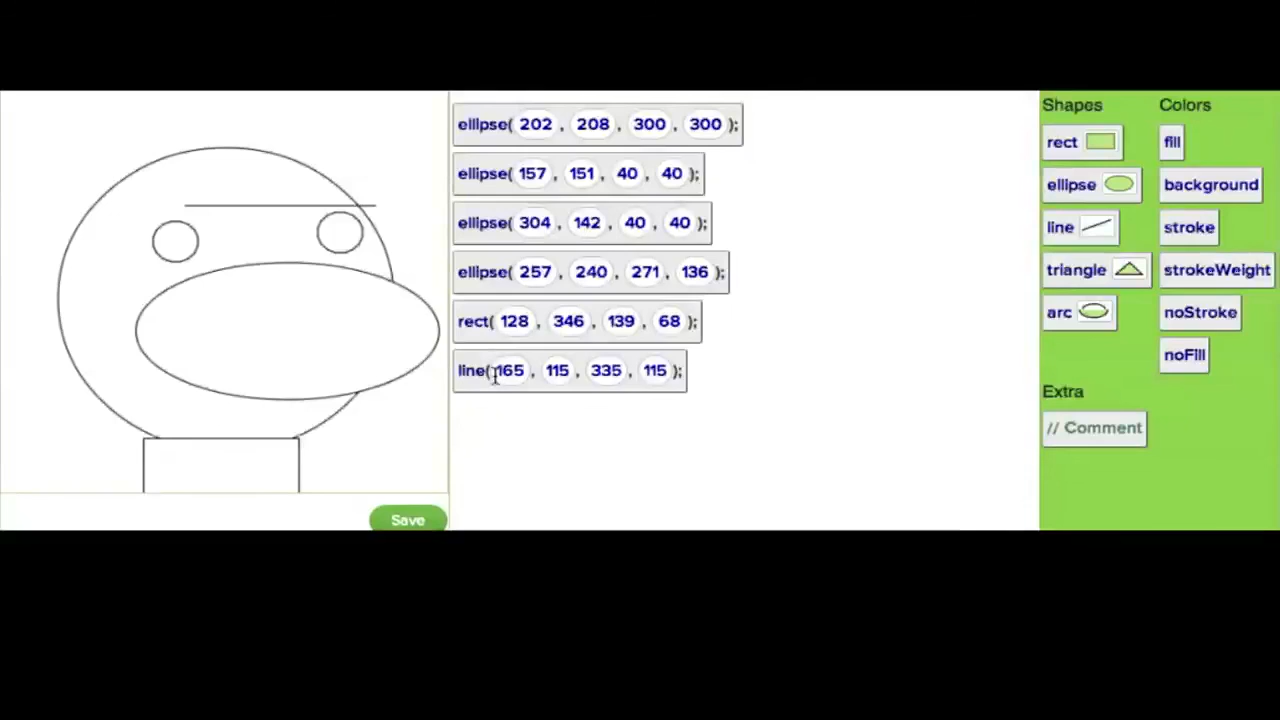 ellipse( 202 , 208 , 300 , 300 );
ellipse( 157 , 151 , 40 , 40 );
ellipse( 304 , 142 , 40 , 40 );
ellipse( 257 , 240 , 271 , 136 );
rect( 128 , 346 , 139 , 68 );
line( 165 , 115 , 335 , 115 );
Save
Shapes
rect
ellipse
line
triangle
arc
Colors
fill
background
stroke
strokeWeight
noStroke
noFill
Extra
// Comment